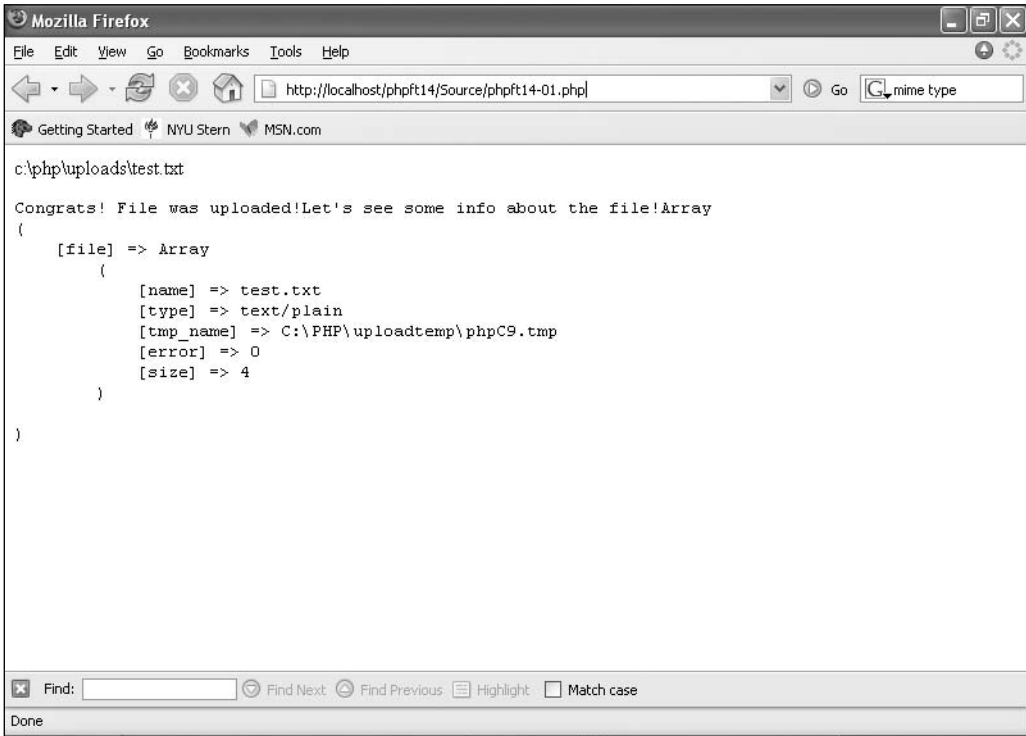 Mozilla Firefox
File Edit View Go Bookmarks Tools Help
http://localhost/phpft14/Source/phpft14-01.php
Go
G mime type
Getting Started NYU Stern MSN.com
c:\php\uploads\test.txt
Congrats! File was uploaded!Let's see some info about the file!Array
(
[file] => Array
(
[name] => test.txt
[type] => text/plain
[tmp_name] => C:\PHP\uploadtemp\phpC9.tmp
[error] => 0
[size] => 4
)
)
Find: Find Next Find Previous Highlight Match case
Done